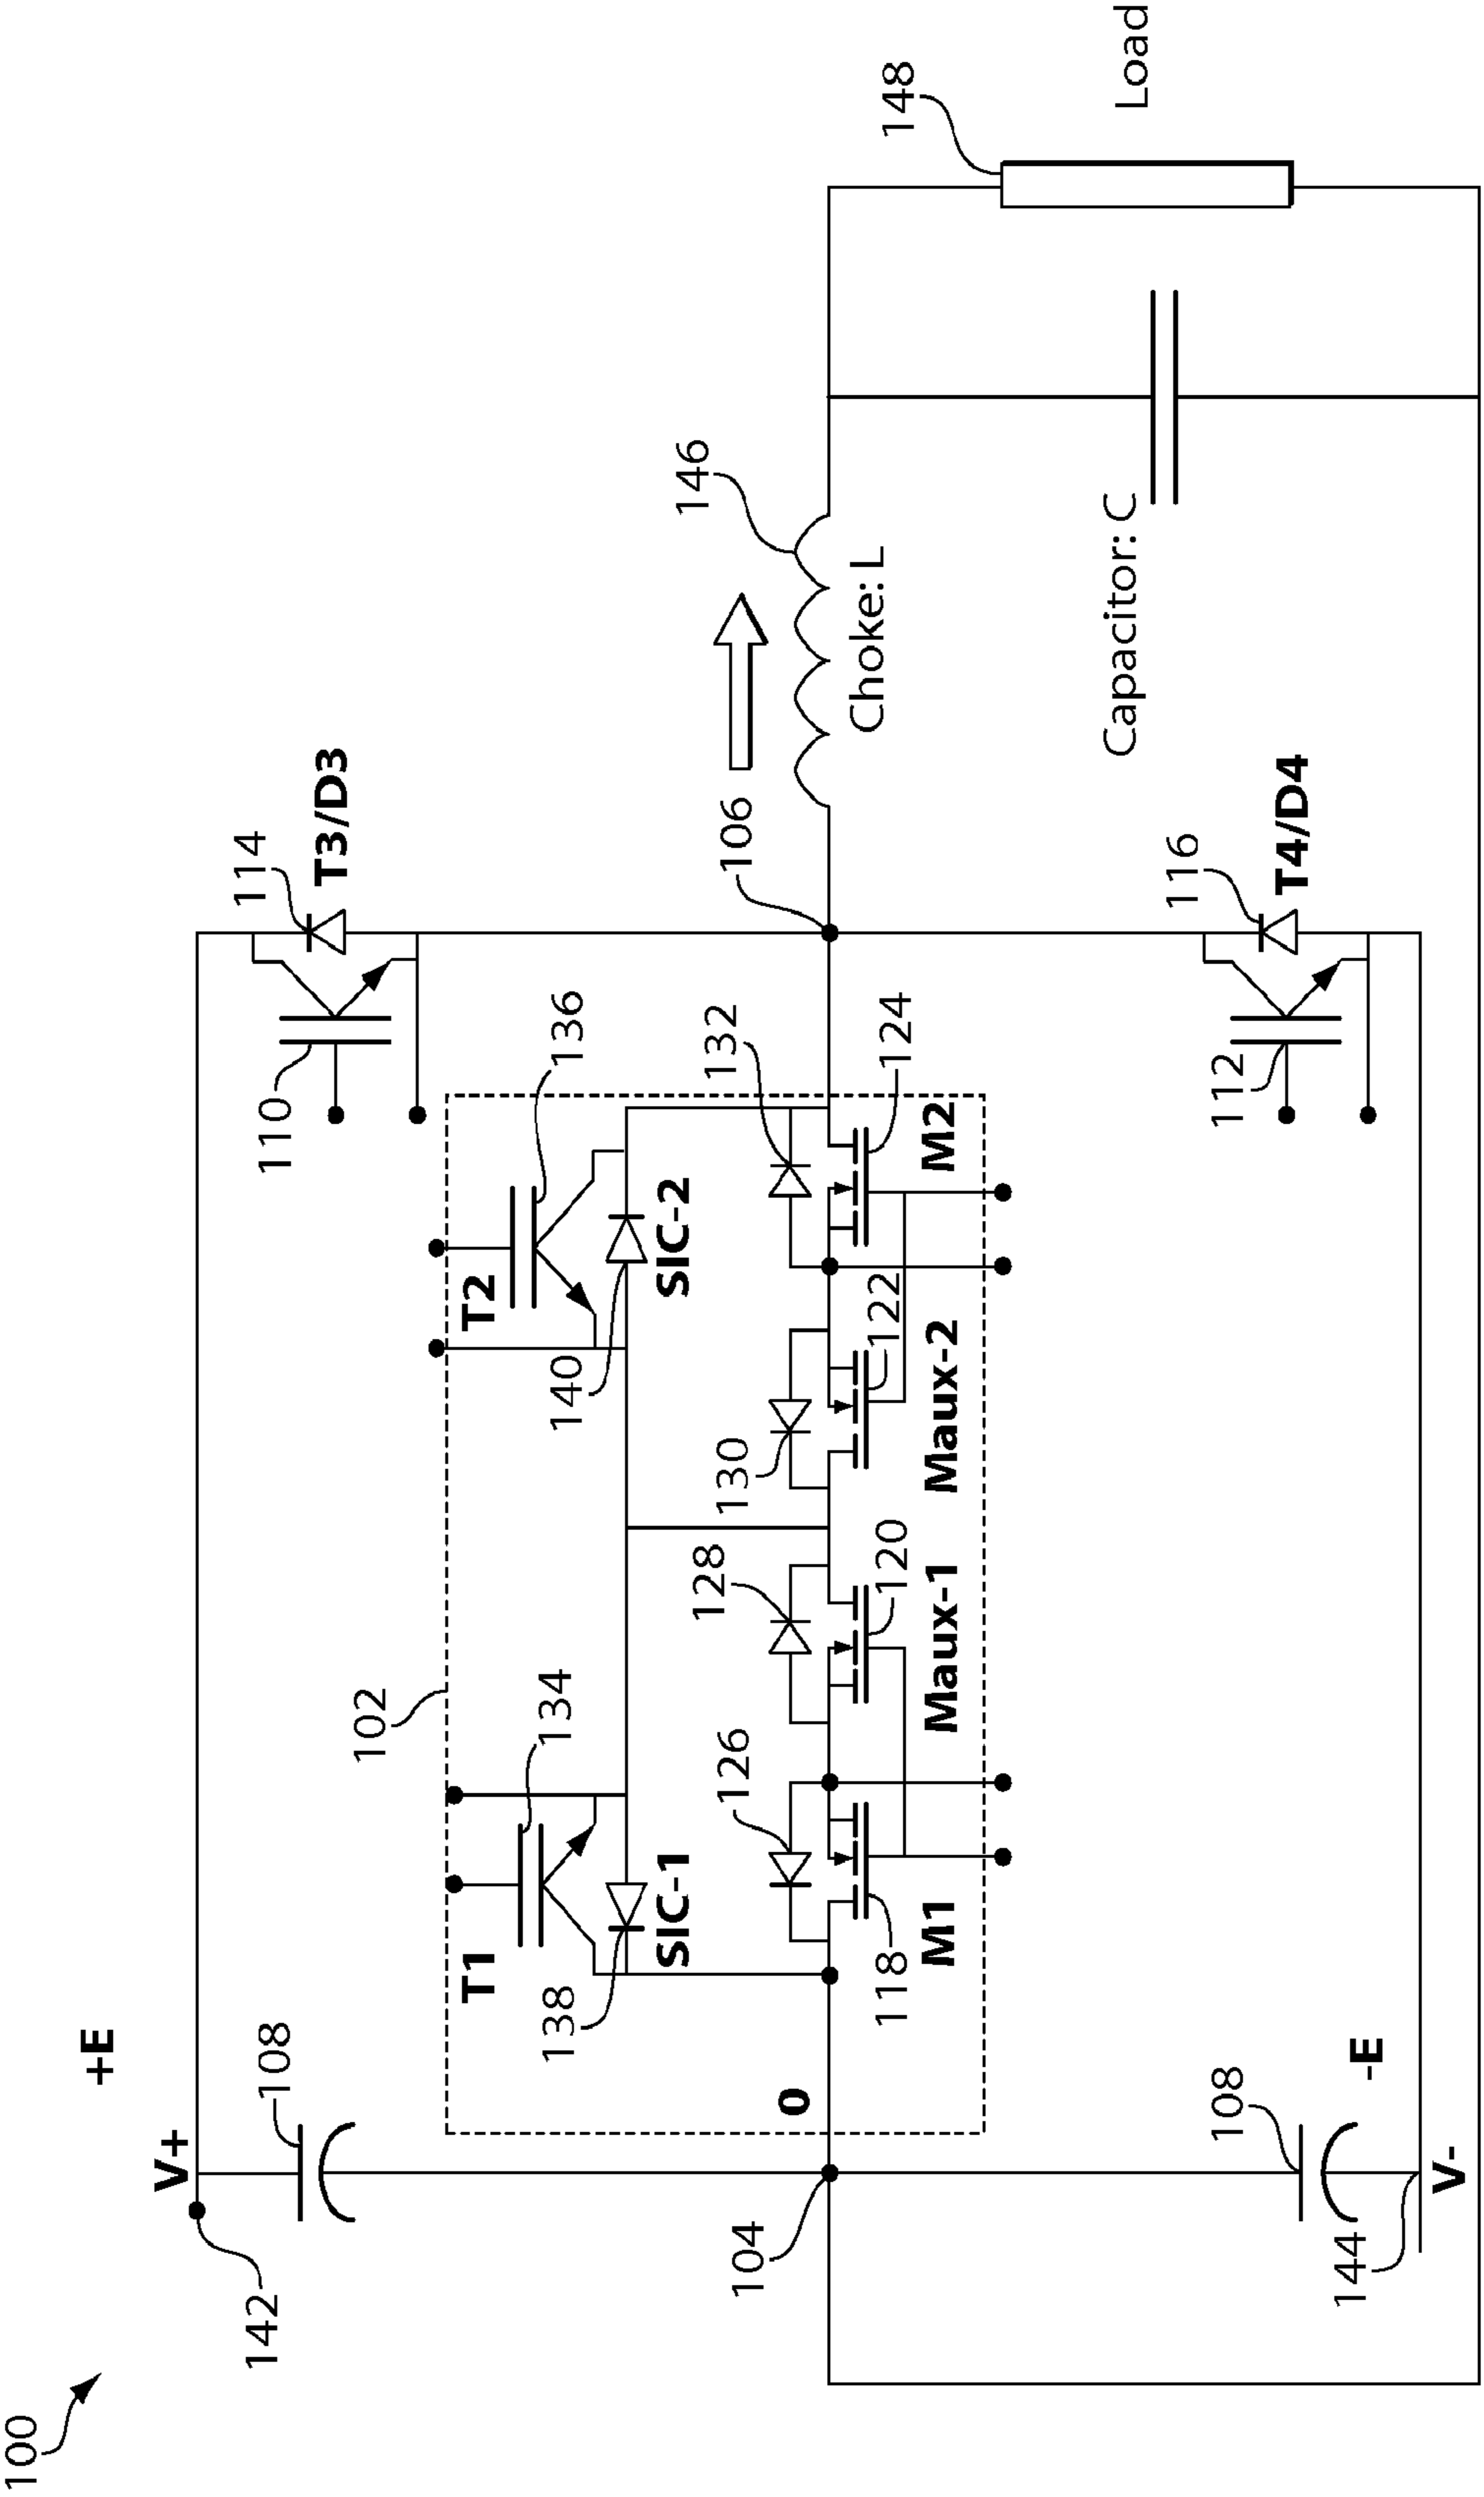 100
142
V+
+E
108
104
0
108
-E
144
V-
102
T1
134
138
SIC-1
126
118
M1
128
120
Maux-1
T2
136
140
SIC-2
130
122
Maux-2
132
124
M2
110
114
T3/D3
106
112
116
T4/D4
146
Choke: L
Capacitor: C
148
Load